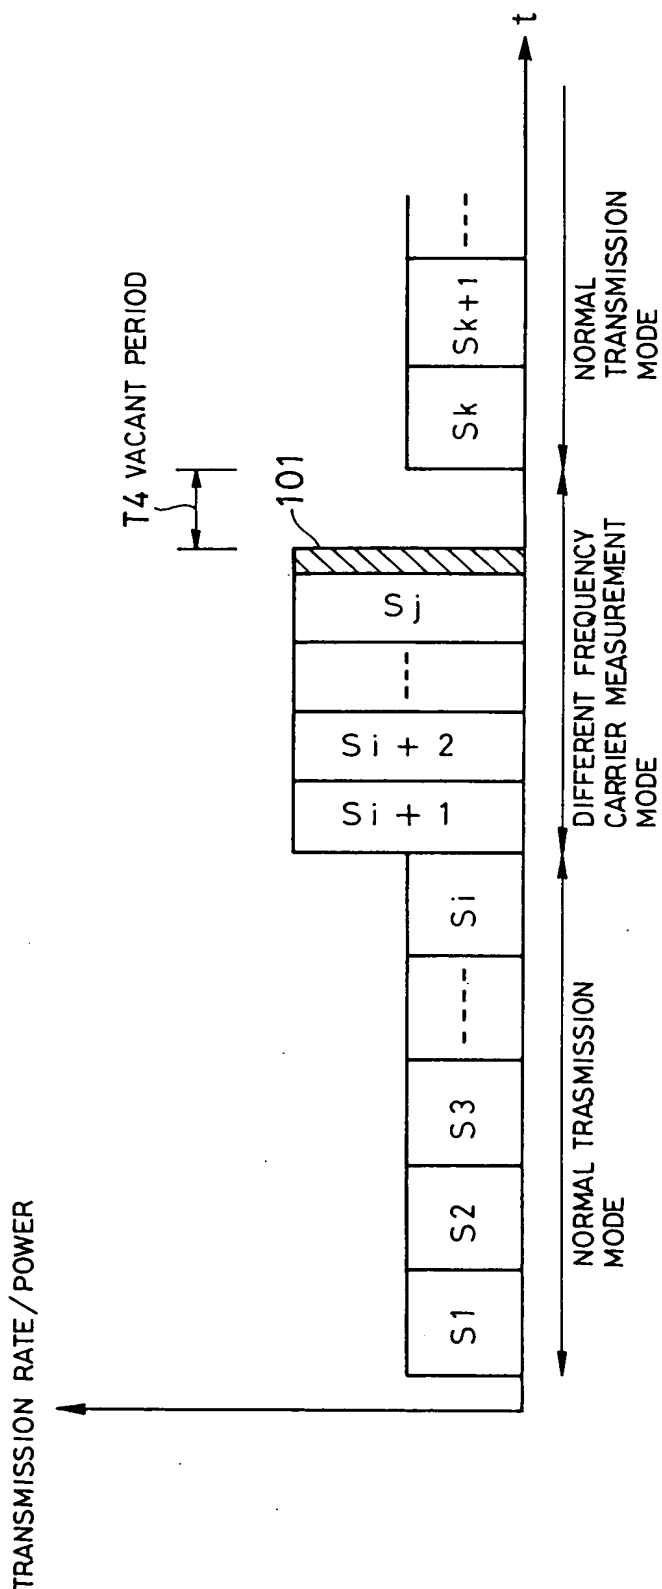 TRANSMISSION RATE/POWER
T4 VACANT PERIOD
101
S1
S2
S3
----
Si
Si + 1
Si + 2
---
Sj
Sk
Sk+1
---
t
NORMAL TRASMISSION
MODE
DIFFERENT FREQUENCY
CARRIER MEASUREMENT
MODE
NORMAL
TRANSMISSION
MODE